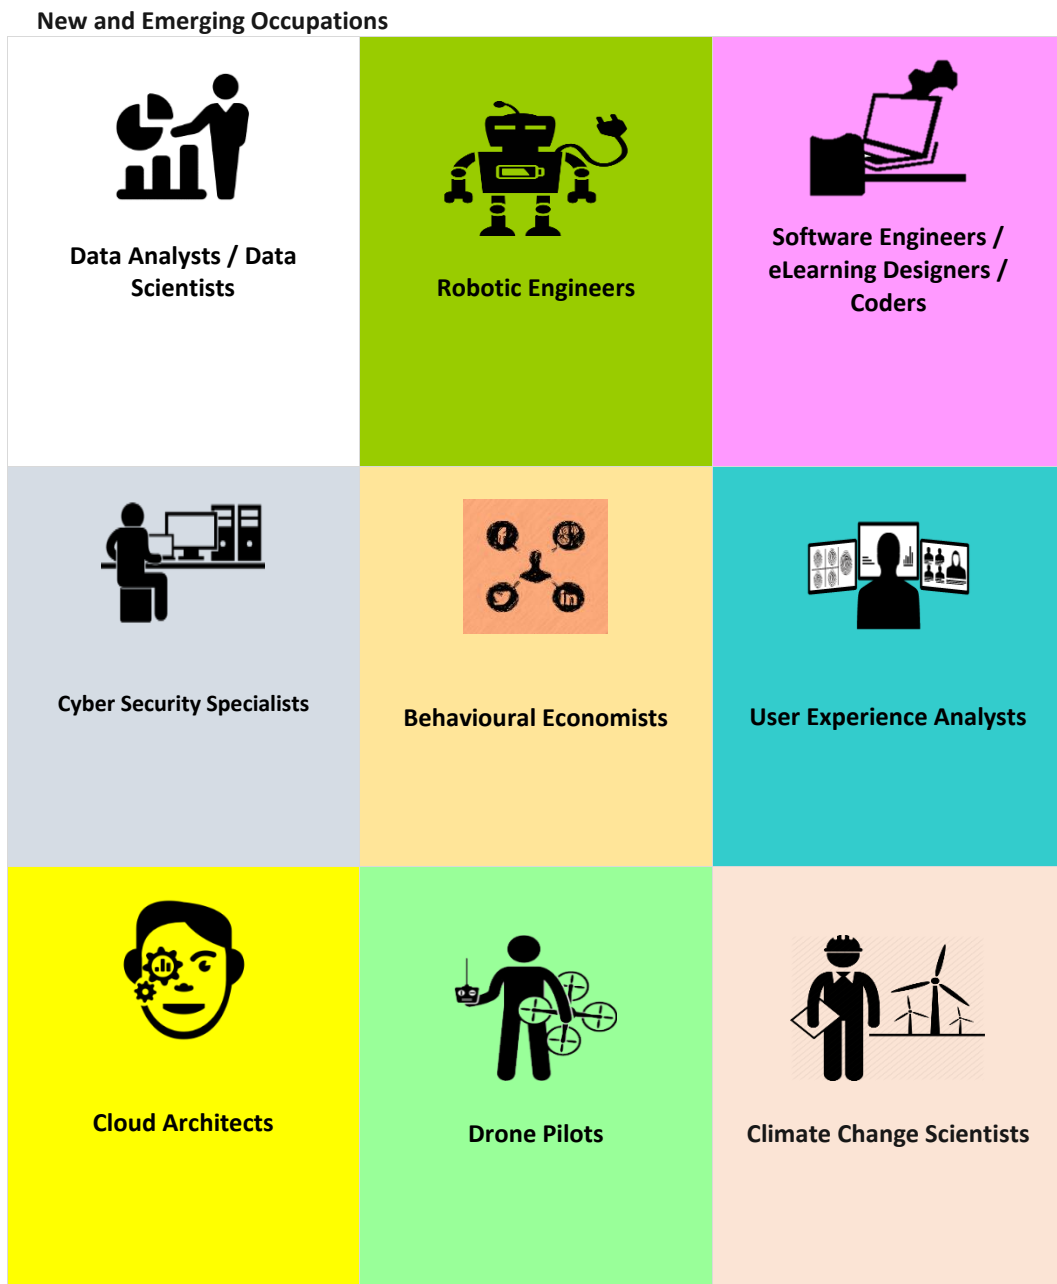 New and Emerging Occupations
Data Analysts / Data
Scientists
Robotic Engineers
Software Engineers /
eLearning Designers /
Coders
Cyber Security Specialists
Behavioural Economists
User Experience Analysts
Cloud Architects
Drone Pilots
Climate Change Scientists